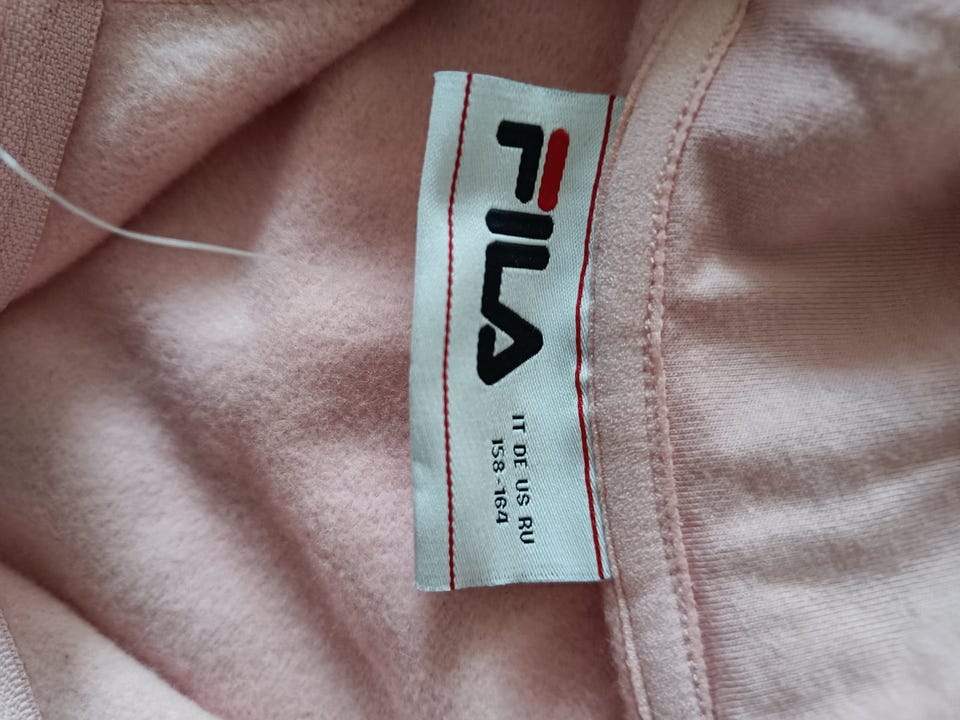 FILA
IT DE US RU
158-164